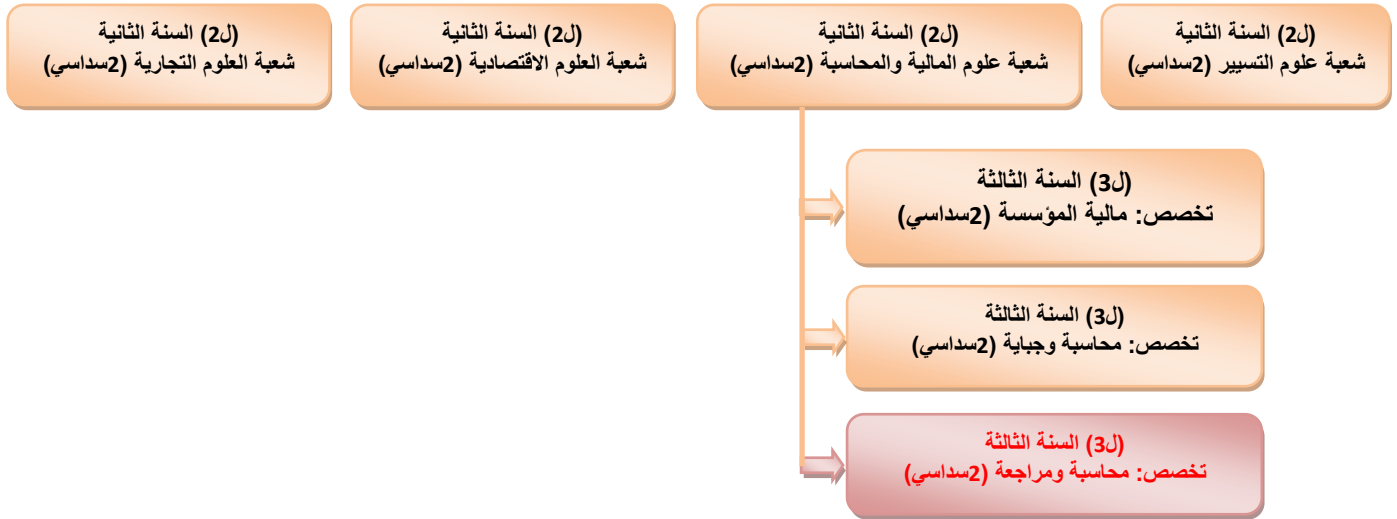 (ل2) السنة الثانية
شعبة علوم التسيير (2سداسي)
(ل2) السنة الثانية
شعبة علوم المالية والمحاسبة (2سداسي)
(ل2) السنة الثانية
شعبة العلوم الاقتصادية (2سداسي)
(ل2) السنة الثانية
شعبة العلوم التجارية (2سداسي)
(ل3) السنة الثالثة
تخصص: مالية المؤسسة (2سداسي)
(ل3) السنة الثالثة
تخصص: محاسبة وجباية (2سداسي)
(ل3) السنة الثالثة
تخصص: محاسبة ومراجعة (2سداسي)